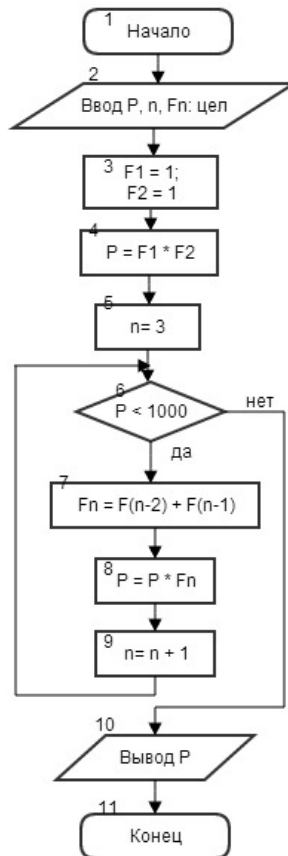 1
Начало
2
Ввод P, n, Fn: цел
3
F1 = 1;
F2 = 1
4
P = F1 * F2
5
n= 3
6
P < 1000
нет
да
7
Fn = F(n-2) + F(n-1)
8
P = P * Fn
9
n= n + 1
10
Вывод P
11
Конец